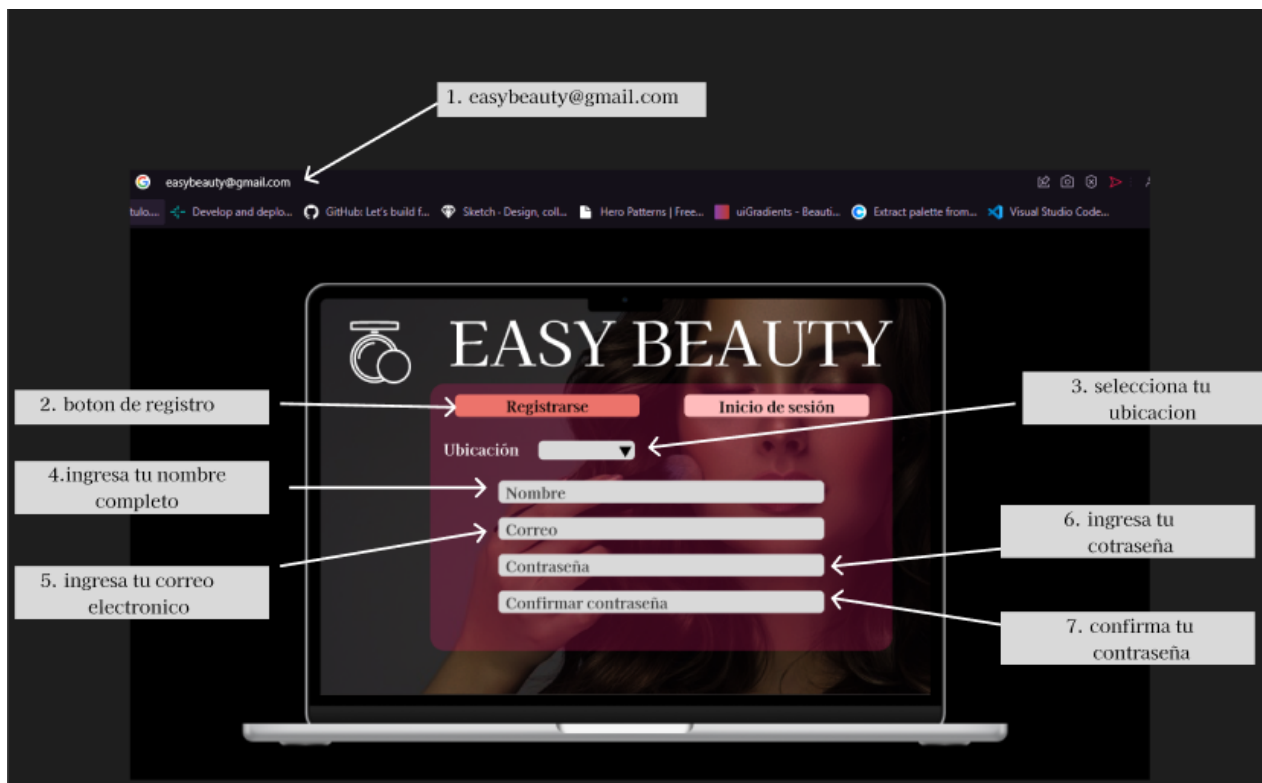 1. easybeauty@gmail.com
easybeauty@gmail.com
tulo.... Develop and deplo... GitHub: Let's build f... Sketch - Design, coll... Hero Patterns | Free... uiGradients - Beauti... Extract palette from... Visual Studio Code...
EASY BEAUTY
2. boton de registro
Registrarse Inicio de sesión
3. selecciona tu
ubicacion
Ubicación
4.ingresa tu nombre
completo
Nombre
Correo
5. ingresa tu correo
electronico
Contraseña
6. ingresa tu
cotraseña
Confirmar contraseña
7. confirma tu
contraseña